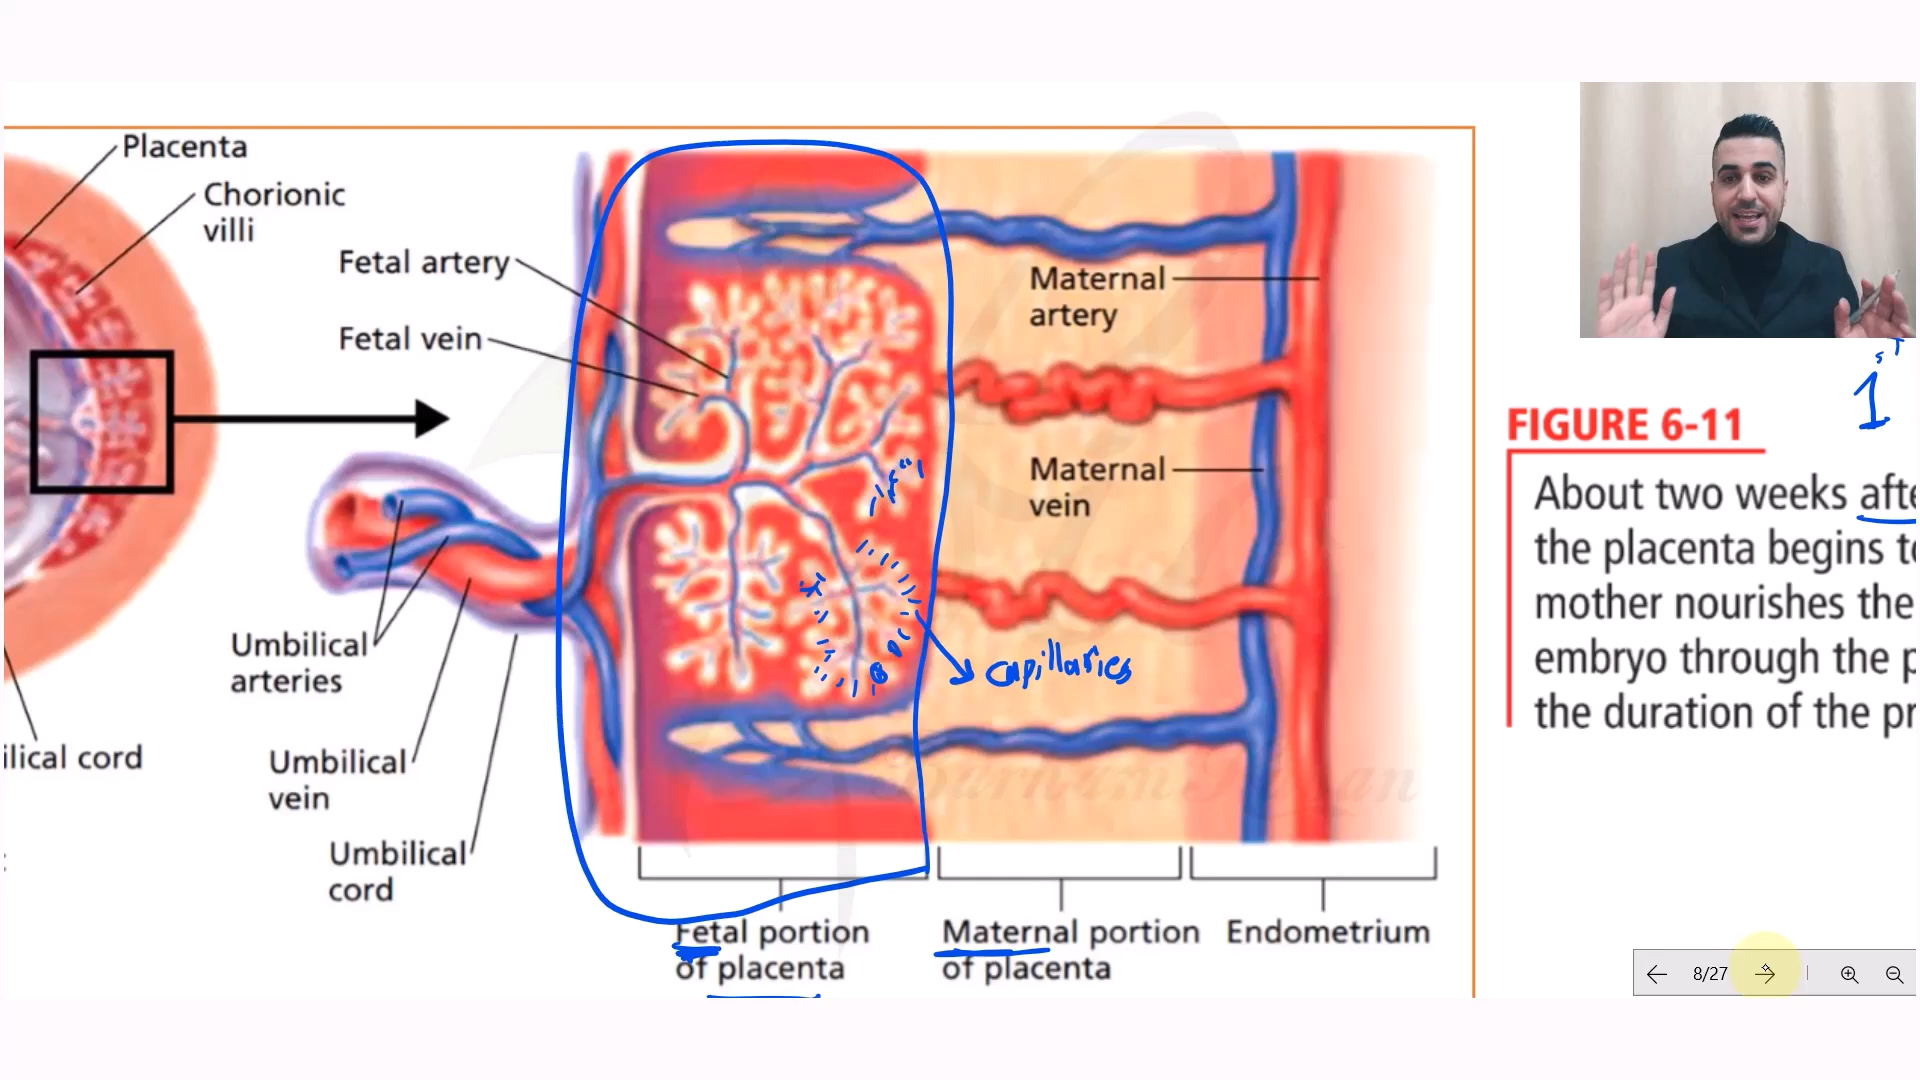 Placenta
Chorionic
villi
Fetal artery
Fetal vein
Maternal
artery
Maternal
vein
capillaries
Umbilical
arteries
Umbilical
vein
Umbilical
cord
ilical cord
Fetal portion
of placenta
Maternal portion
of placenta
Endometrium
1 st
FIGURE 6-11
About two weeks afte
the placenta begins to
mother nourishes the
embryo through the p
the duration of the pr
8/27